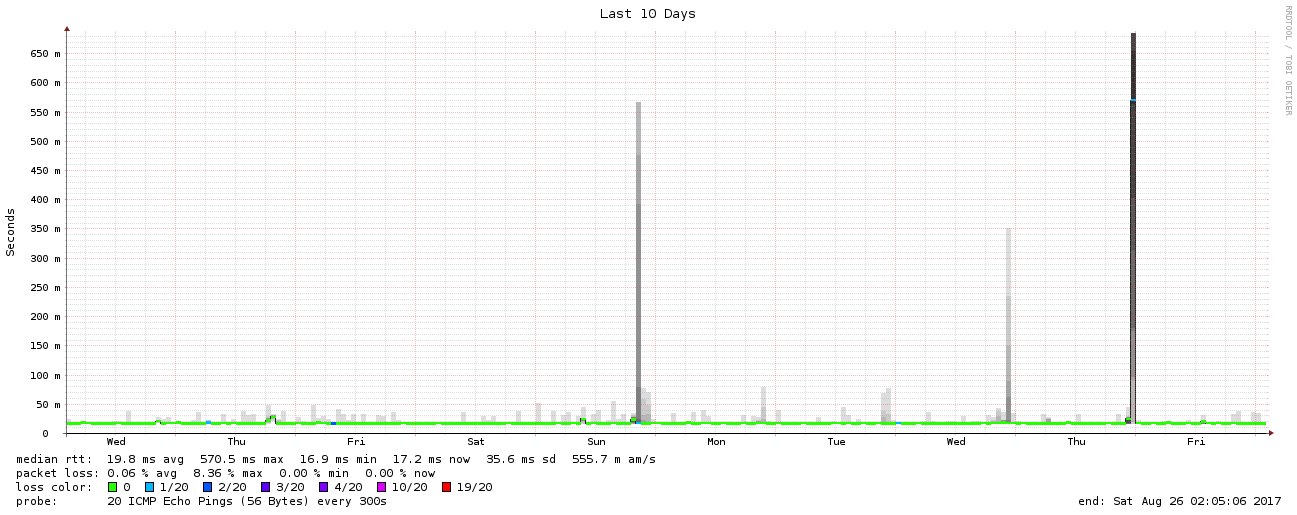 Last 10 Days
RRDTOOL / TOBI OETIKER
Seconds
650 m
600 m
550 m
500 m
450 m
400 m
350 m
300 m
250 m
200 m
150 m
100 m
50 m
0
Wed Thu Fri Sat Sun Mon Tue Wed Thu Fri
median rtt: 19.8 ms avg 570.5 ms max 16.9 ms min 17.2 ms now 35.6 ms sd 555.7 m am/s
packet loss: 0.06 % avg 8.36 % max 0.00 % min 0.00 % now
loss color: 0 1/20 2/20 3/20 4/20 10/20 19/20
probe: 20 ICMP Echo Pings (56 Bytes) every 300s end: Sat Aug 26 02:05:06 2017